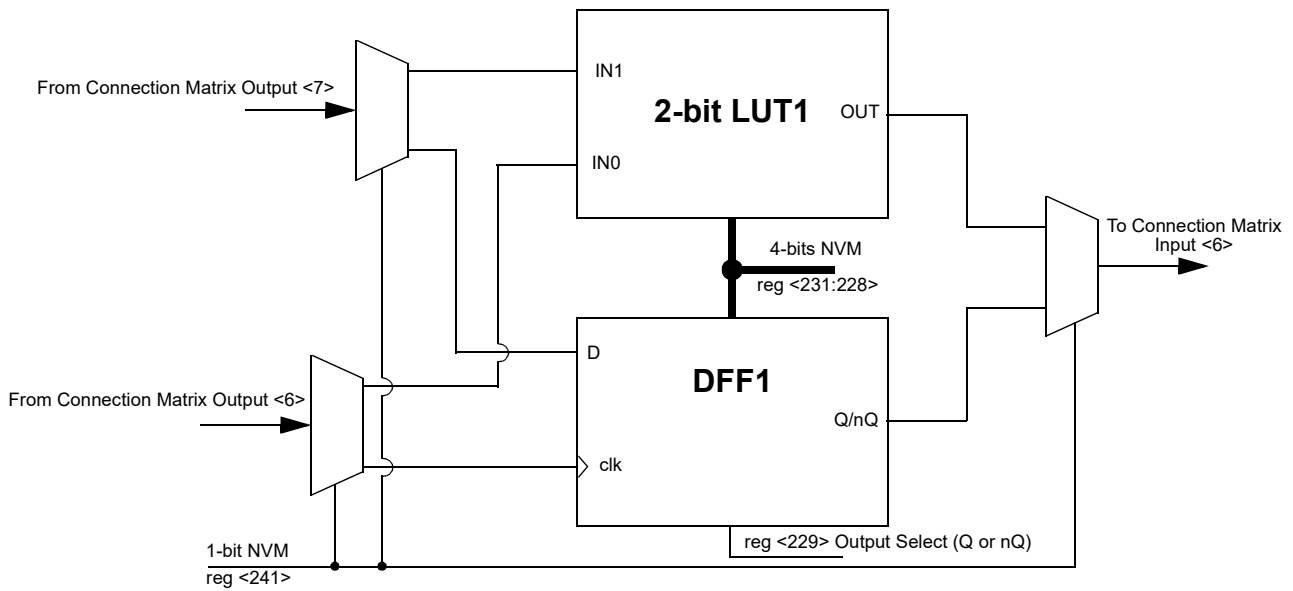 From Connection Matrix Output <7>
IN1
2-bit LUT1
OUT
IN0
To Connection Matrix
Input <6>
4-bits NVM
reg <231:228>
D
DFF1
From Connection Matrix Output <6>
Q/nQ
clk
reg <229> Output Select (Q or nQ)
1-bit NVM
reg <241>